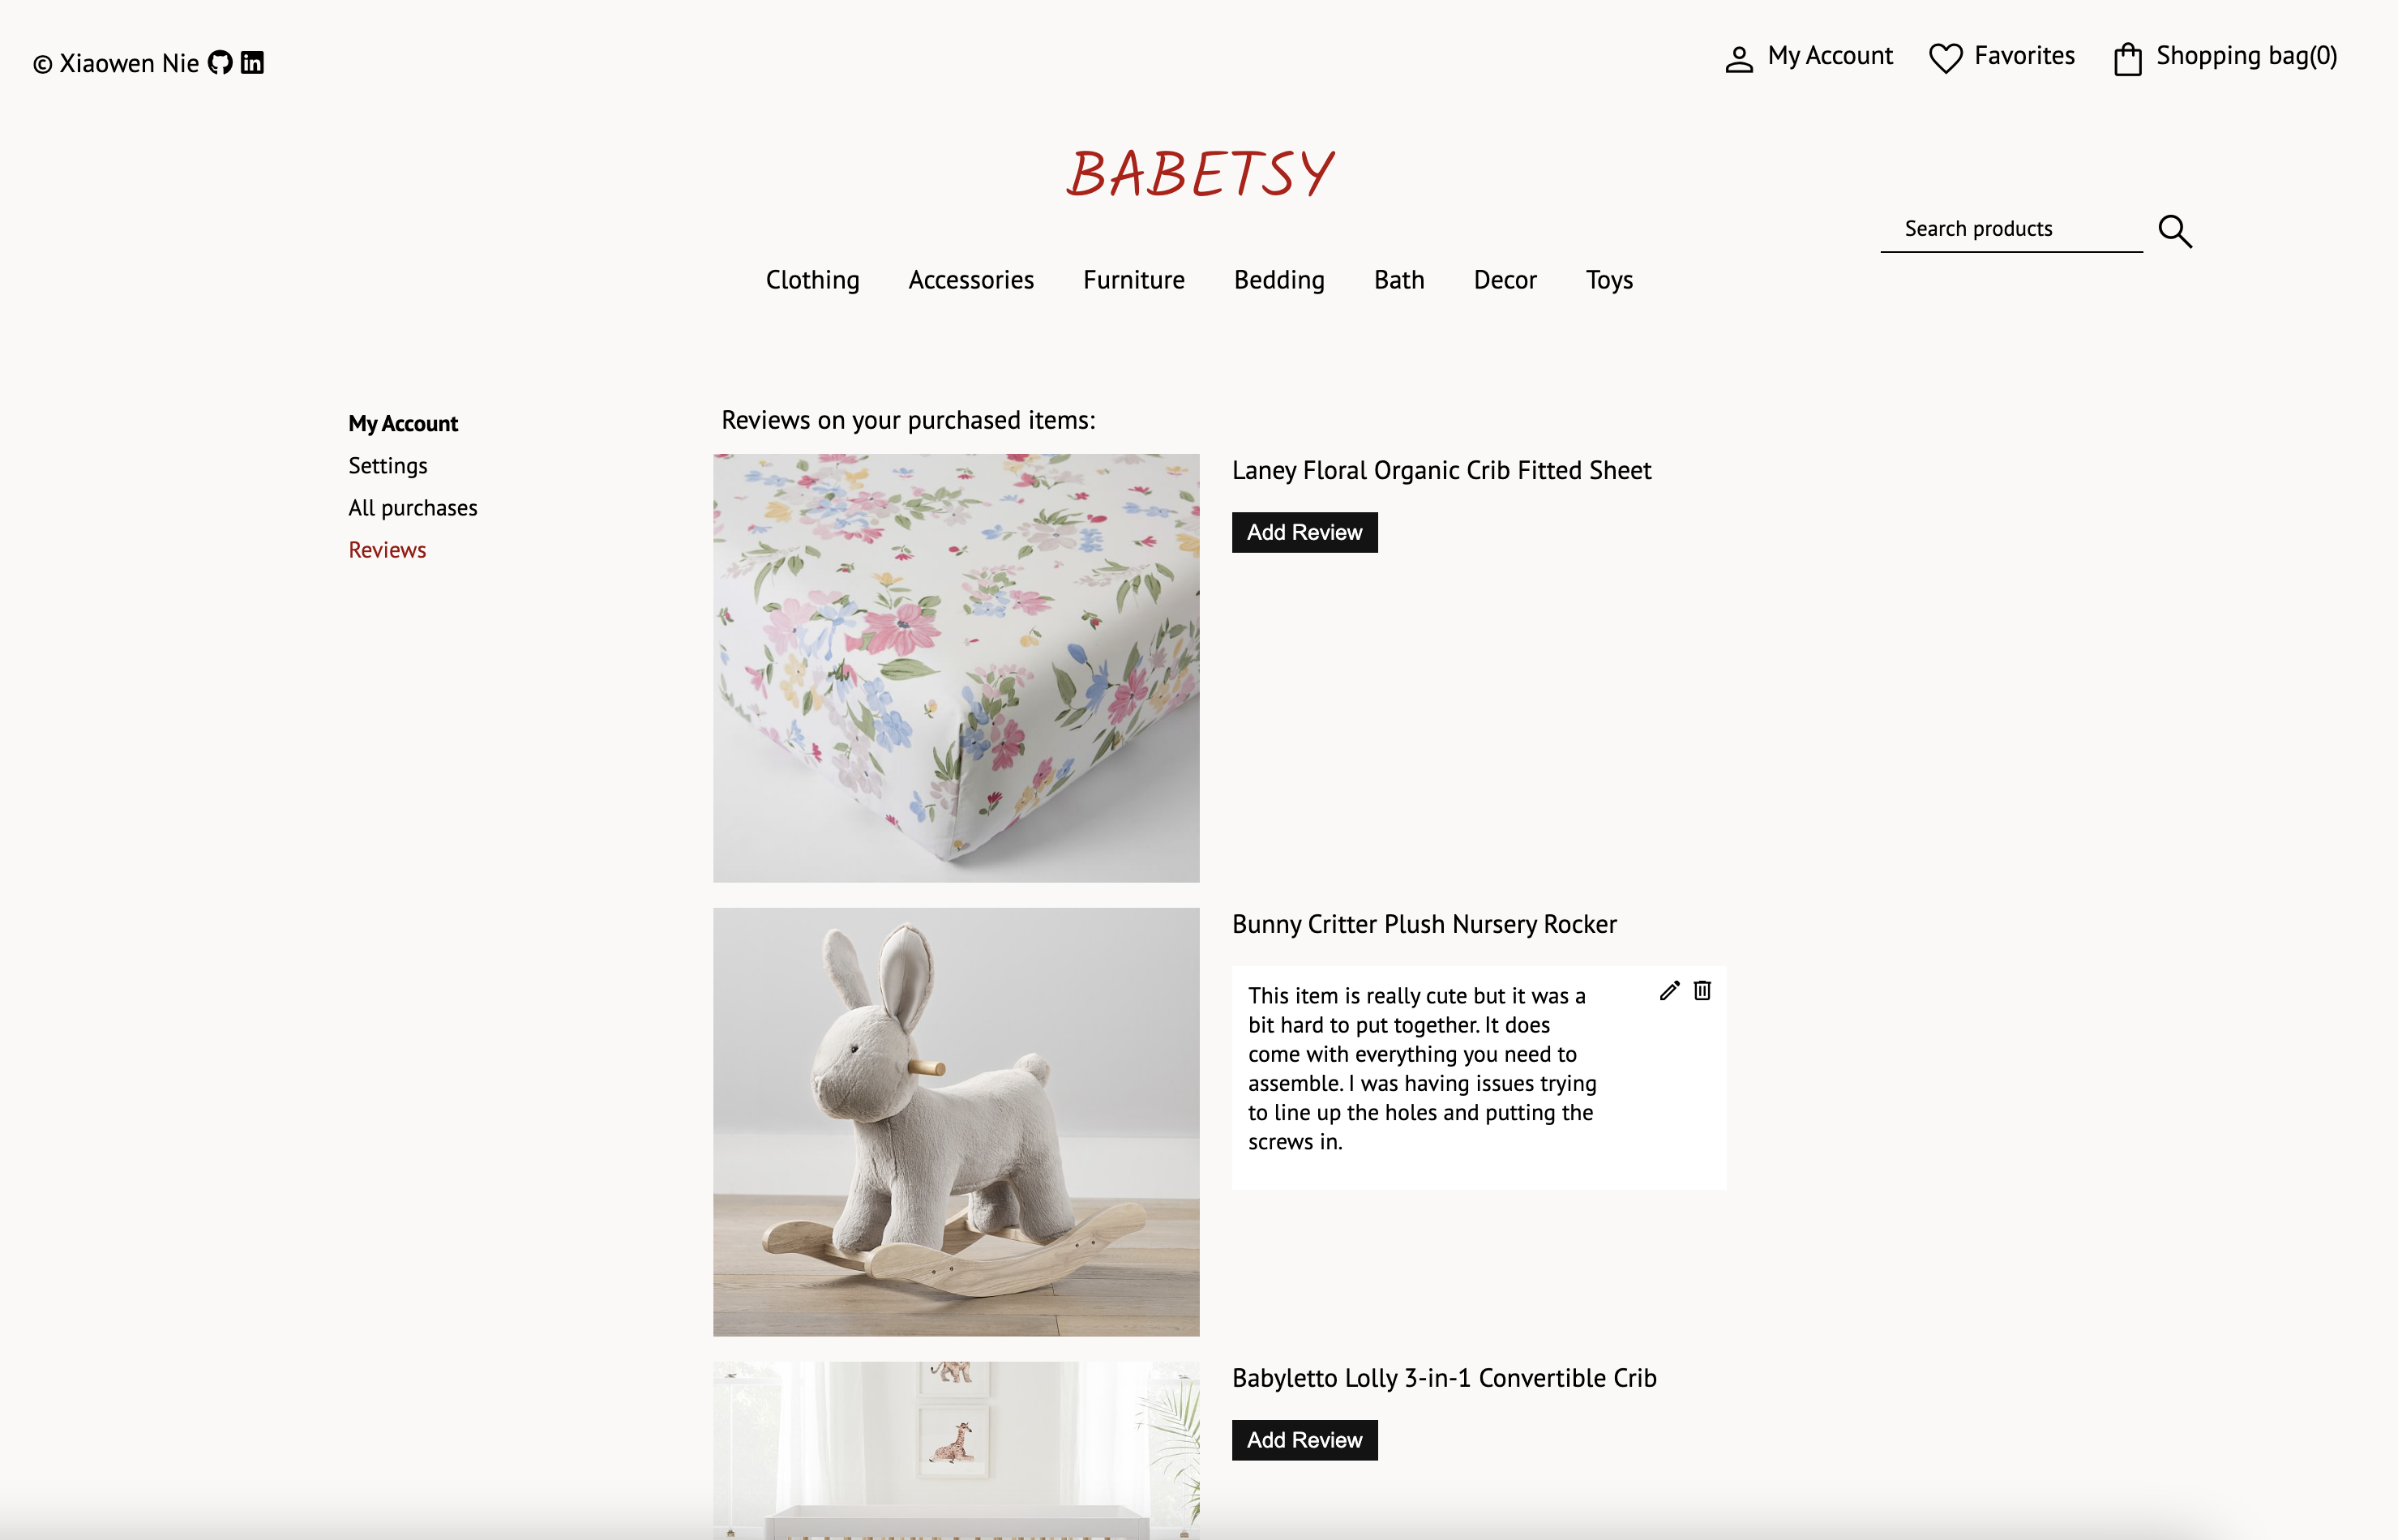 © Xiaowen Nie
My Account
Favorites
Shopping bag(0)
BABETSY
Search products
Clothing
Accessories
Furniture
Bedding
Bath
Decor
Toys
My Account
Settings
All purchases
Reviews
Reviews on your purchased items:
Laney Floral Organic Crib Fitted Sheet
Add Review
Bunny Critter Plush Nursery Rocker
This item is really cute but it was a
bit hard to put together. It does
come with everything you need to
assemble. I was having issues trying
to line up the holes and putting the
screws in.
Babyletto Lolly 3-in-1 Convertible Crib
Add Review